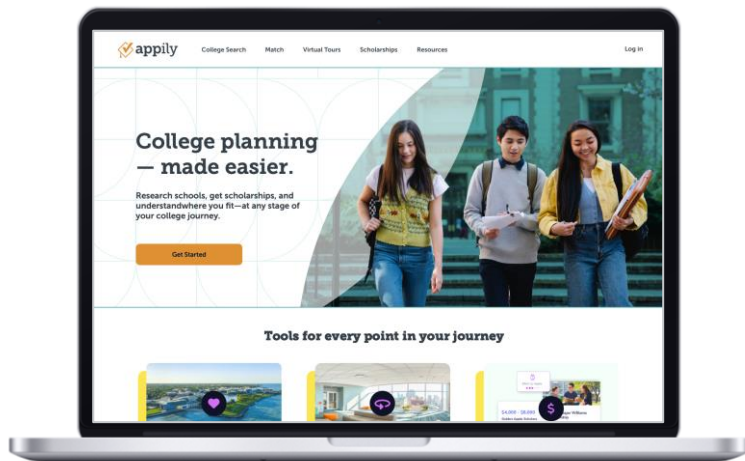 appily
College Search
Match
Virtual Tours
Scholarships
Resources
Log in
College planning
— made easier.
Research schools, get scholarships, and
understandwhere you fit—at any stage of
your college journey.
Get Started
Tools for every point in your journey
$